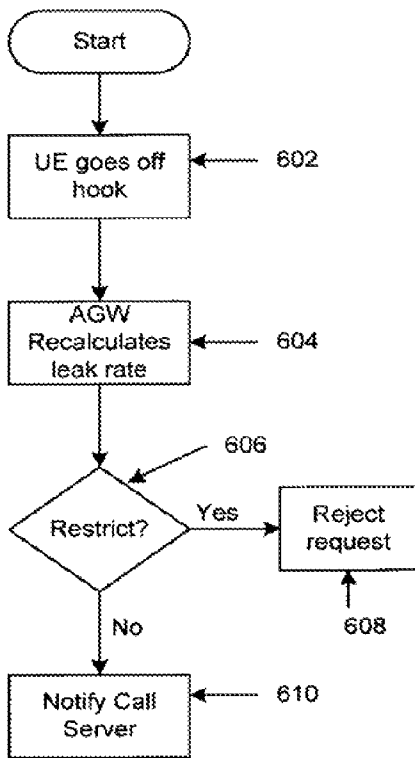 Start
UE goes off
hook
602
AGW
Recalculates
leak rate
604
606
Restrict?
Yes
Reject
request
608
No
Notify Call
Server
610